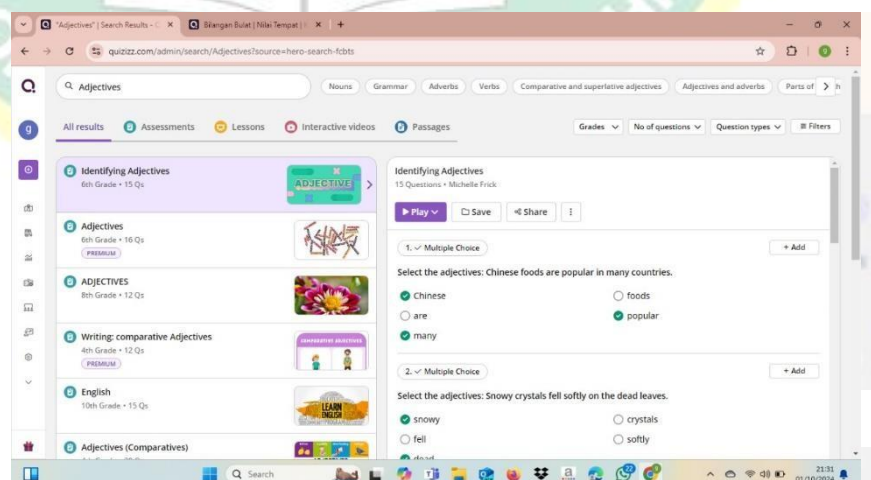 "Adjectives" | Search Results -
Bilangan Bulat | Nilai Tempat |
quizizz.com/admin/search/Adjectives?source=hero-search-fcbts
Adjectives
Nouns
Grammar
Adverbs
Verbs
Comparative and superlative adjectives
Adjectives and adverbs
Parts of
h
g
All results
Assessments
Lessons
Interactive videos
Passages
Grades
No of questions
Question types
Filters
Identifying Adjectives
6th Grade • 15 Qs
ADJECTIVE
Adjectives
6th Grade • 16 Qs
PREMIUM
ADJECTIVES
8th Grade • 12 Qs
Writing: comparative Adjectives
4th Grade • 12 Qs
PREMIUM
COMPARATIVE ADJECTIVES
English
10th Grade • 15 Qs
LEARN
ENGLISH
Adjectives (Comparatives)
Identifying Adjectives
15 Questions • Michelle Frick
Play
Save
Share
1. Multiple Choice
+ Add
Select the adjectives: Chinese foods are popular in many countries.
Chinese
foods
are
popular
many
2. Multiple Choice
+ Add
Select the adjectives: Snowy crystals fell softly on the dead leaves.
snowy
crystals
fell
softly
dead
Search
21:31
01/10/2024